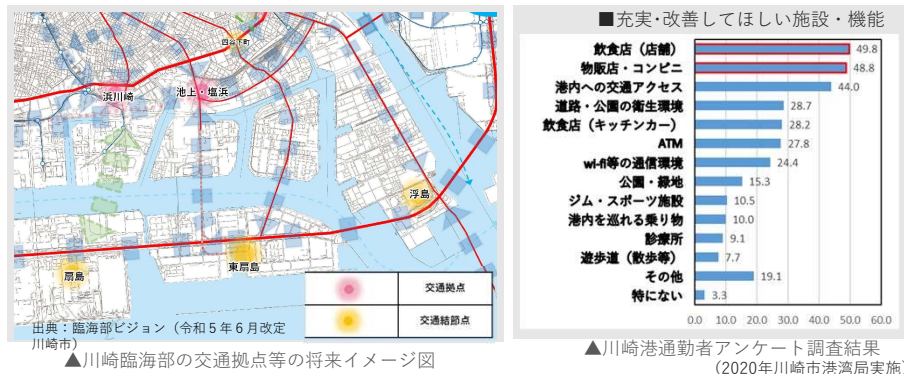 四谷下町
浜川崎
池上・塩浜
浮島
東扇島
扇島
交通拠点
交通結節点
出典：臨海部ビジョン（令和５年６月改定
川崎市）
▲川崎臨海部の交通拠点等の将来イメージ図
■充実・改善してほしい施設・機能
飲食店（店舗） 49.8
物販店・コンビニ 48.8
港内への交通アクセス 44.0
道路・公園の衛生環境 28.7
飲食店（キッチンカー） 28.2
ATM 27.8
wi-fi等の通信環境 24.4
公園・緑地 15.3
ジム・スポーツ施設 10.5
港内を巡れる乗り物 10.0
診療所 9.1
遊歩道（散歩等） 7.7
その他 19.1
特にない 3.3
0.0 10.0 20.0 30.0 40.0 50.0 60.0
▲川崎港通勤者アンケート調査結果
（2020年川崎市港湾局実施）